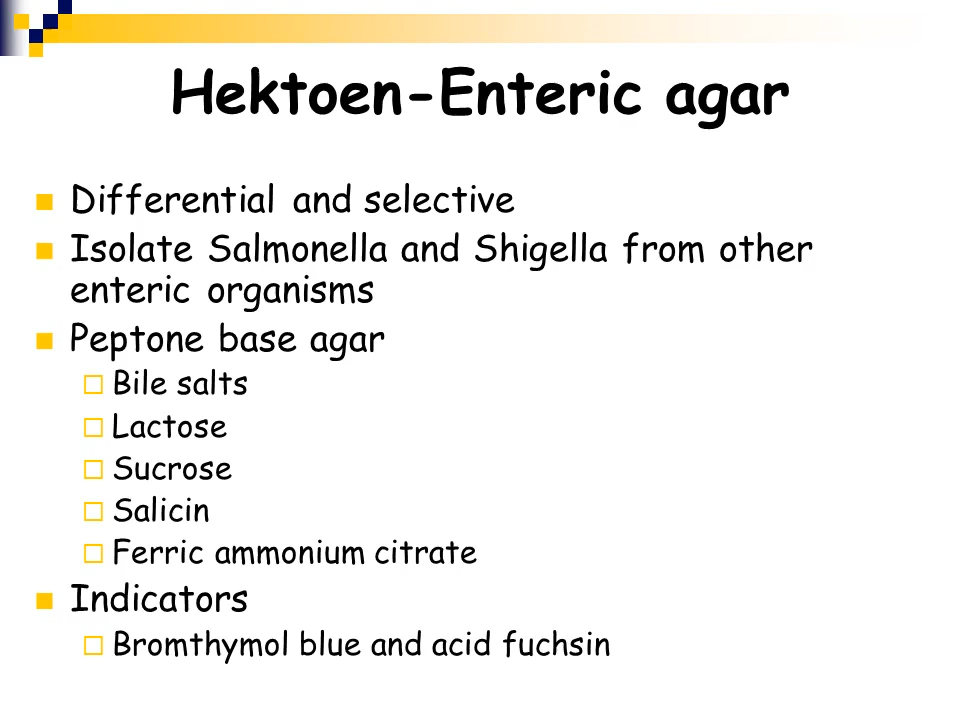 Hektoen-Enteric agar
Differential and selective
Isolate Salmonella and Shigella from other
enteric organisms
Peptone base agar
Bile salts
Lactose
Sucrose
Salicin
Ferric ammonium citrate
Indicators
Bromthymol blue and acid fuchsin